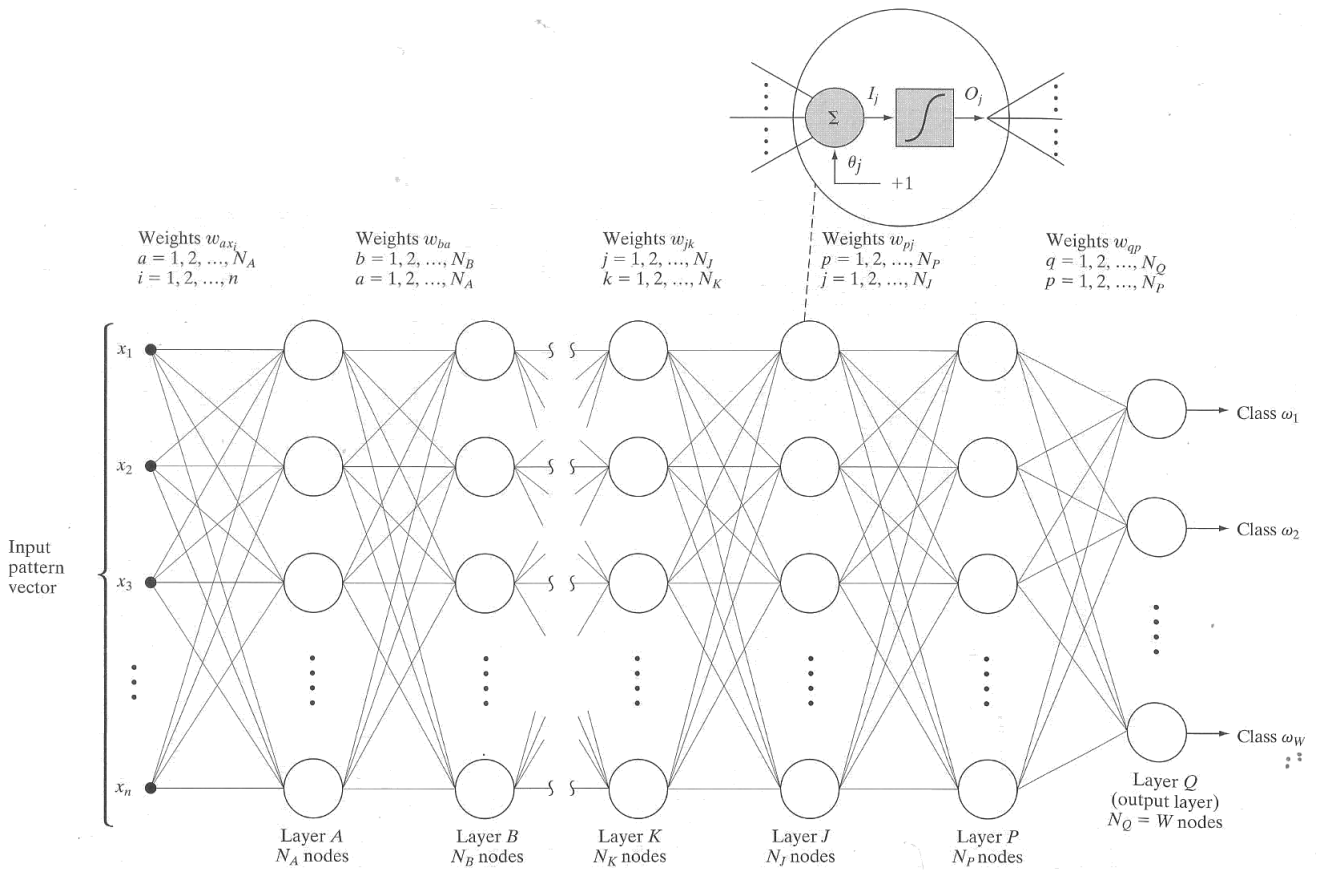 I_j
O_j
Σ
θ_j
+1
Weights w_{ax_i}
a = 1, 2, ..., N_A
i = 1, 2, ..., n
Weights w_{ba}
b = 1, 2, ..., N_B
a = 1, 2, ..., N_A
Weights w_{jk}
j = 1, 2, ..., N_J
k = 1, 2, ..., N_K
Weights w_{pj}
p = 1, 2, ..., N_P
j = 1, 2, ..., N_J
Weights w_{qp}
q = 1, 2, ..., N_Q
p = 1, 2, ..., N_P
Input
pattern
vector
x_1
x_2
x_3
x_n
Class ω_1
Class ω_2
Class ω_W
Layer A
N_A nodes
Layer B
N_B nodes
Layer K
N_K nodes
Layer J
N_J nodes
Layer P
N_P nodes
Layer Q
(output layer)
N_Q = W nodes